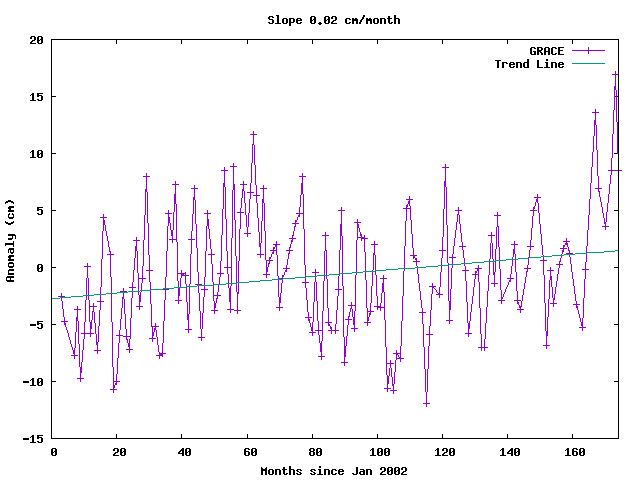 Slope 0.02 cm/month
20
GRACE
Trend Line
15
10
5
0
-5
-10
-15
Anomaly (cm)
0 20 40 60 80 100 120 140 160
Months since Jan 2002